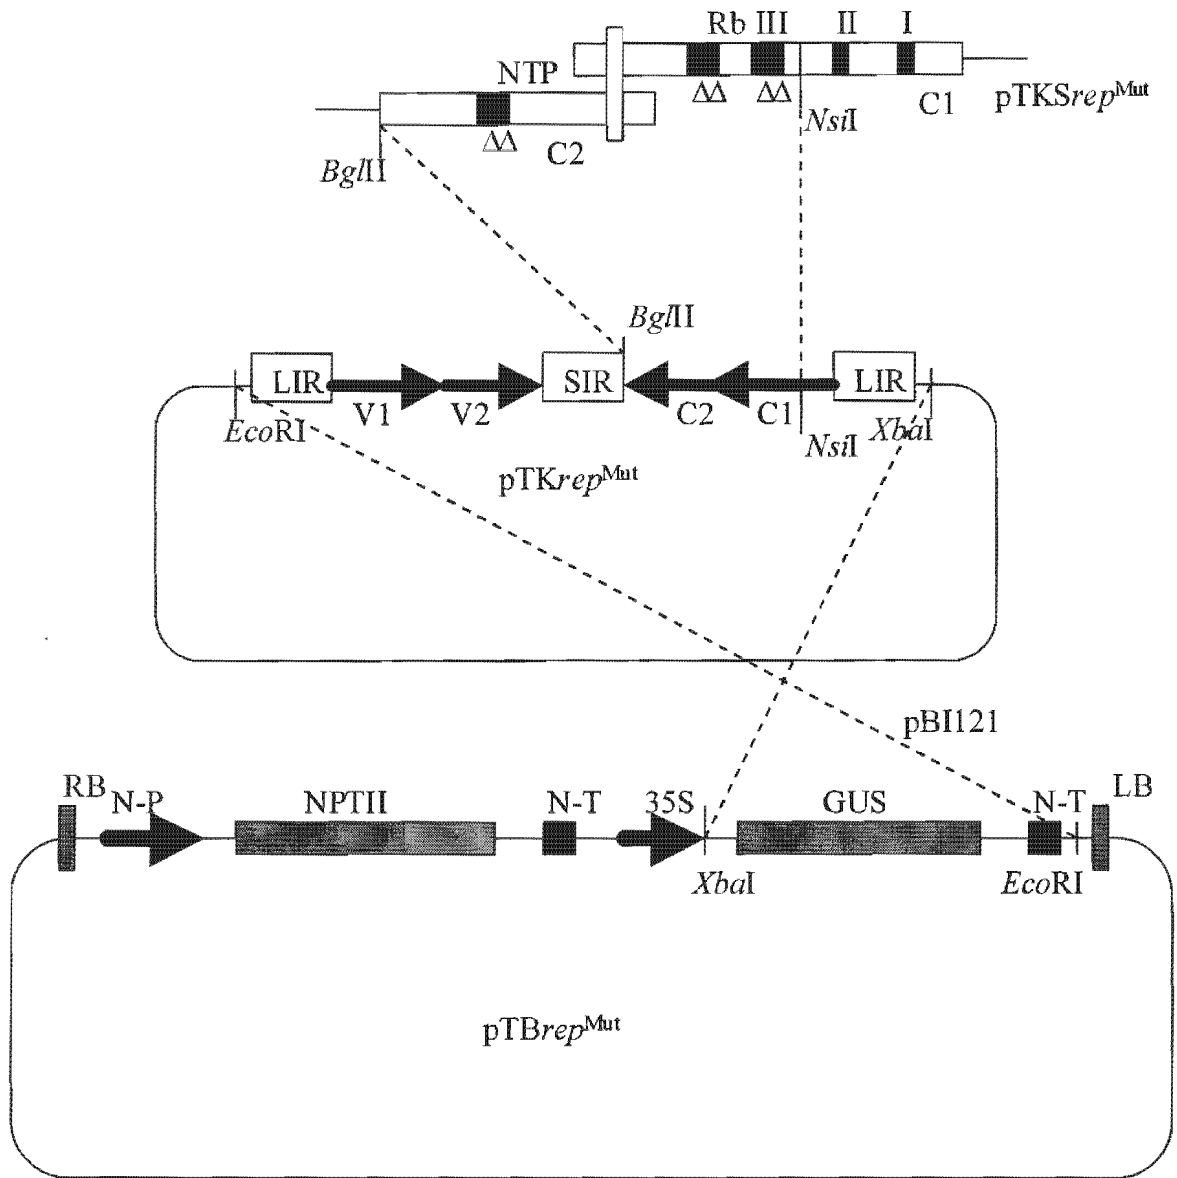 Rb III II I
NTP
ΔΔ ΔΔ C1 pTKSrep^Mut
NsiI
ΔΔ C2
BglII
BglII
LIR SIR LIR
V1 V2 C2 C1
EcoRI NsiI XbaI
pTKrep^Mut
pBI121
RB N-P NPTII N-T 35S GUS N-T LB
XbaI EcoRI
pTBrep^Mut